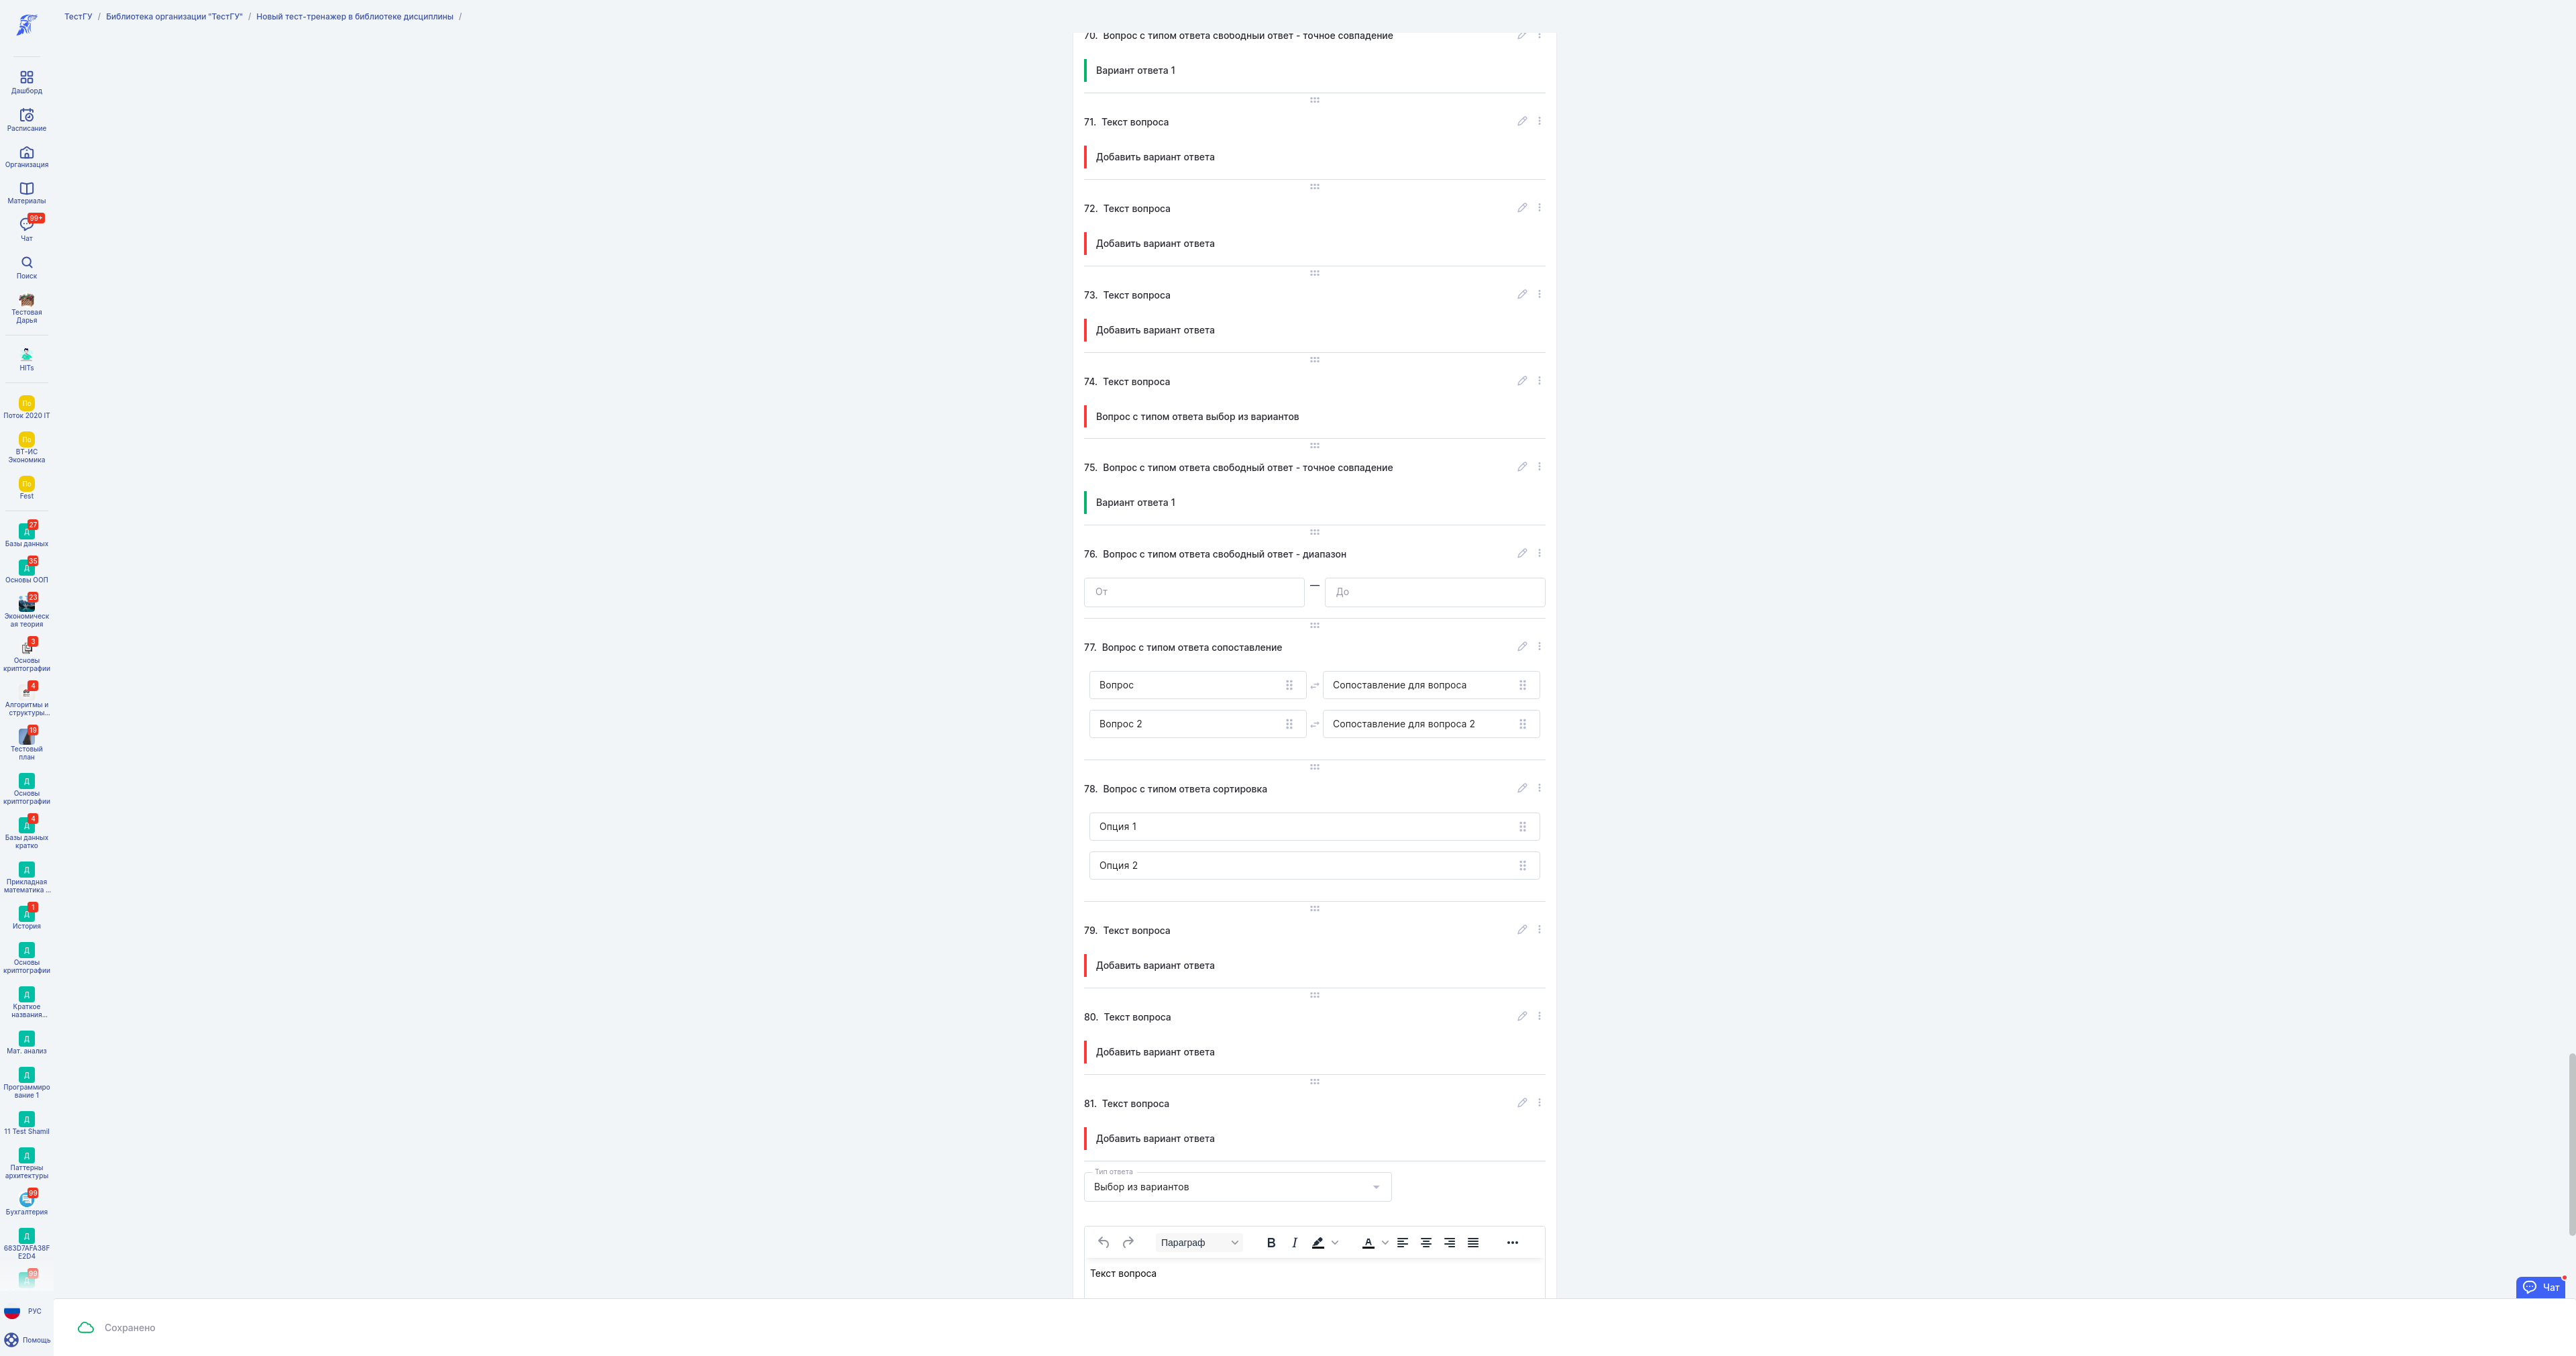 ТестГУ / Библиотека организации "ТестГУ" / Новый тест-тренажер в библиотеке дисциплины /
Дашборд
Расписание
Организация
Материалы
99+
Чат
Поиск
Тестовая
Дарья
HITs
По
Поток 2020 IT
По
ВТ-ИС
Экономика
По
Fest
27
Д
Базы данных
35
Д
Основы ООП
23
Экономическ
ая теория
3
Основы
криптографии
4
Алгоритмы и
структуры...
19
Тестовый
план
Д
Основы
криптографии
4
Д
Базы данных
кратко
Д
Прикладная
математика ...
1
Д
История
Д
Основы
криптографии
Д
Краткое
названия...
Д
Мат. анализ
Д
Программиро
вание 1
Д
11 Test Shamil
Д
Паттерны
архитектуры
99
Бухгалтерия
Д
683D7AFA38F
E2D4
99
Д
РУС
Помощь
70. Вопрос с типом ответа свободный ответ - точное совпадение
Вариант ответа 1
71. Текст вопроса
Добавить вариант ответа
72. Текст вопроса
Добавить вариант ответа
73. Текст вопроса
Добавить вариант ответа
74. Текст вопроса
Вопрос с типом ответа выбор из вариантов
75. Вопрос с типом ответа свободный ответ - точное совпадение
Вариант ответа 1
76. Вопрос с типом ответа свободный ответ - диапазон
От — До
77. Вопрос с типом ответа сопоставление
Вопрос Сопоставление для вопроса
Вопрос 2 Сопоставление для вопроса 2
78. Вопрос с типом ответа сортировка
Опция 1
Опция 2
79. Текст вопроса
Добавить вариант ответа
80. Текст вопроса
Добавить вариант ответа
81. Текст вопроса
Добавить вариант ответа
Тип ответа
Выбор из вариантов
Параграф B I A
Текст вопроса
Чат
Сохранено